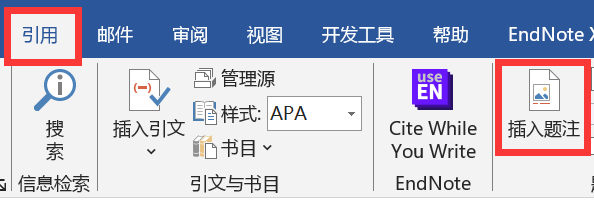 引用 邮件 审阅 视图 开发工具 帮助 EndNote X
搜索
信息检索
插入引文
管理源
样式: APA
书目
引文与书目
use
EN
Cite While
You Write
EndNote
插入题注